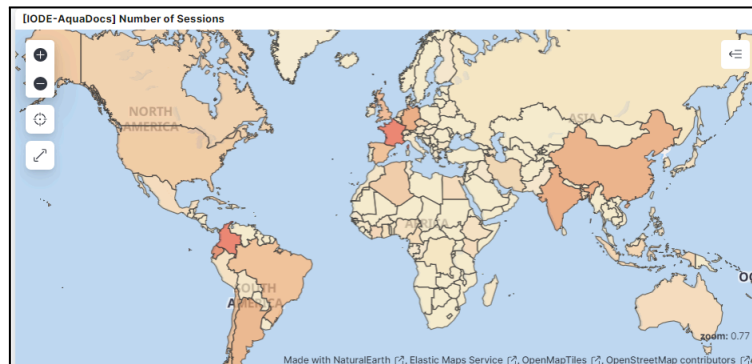 [IODE-AquaDocs] Number of Sessions
NORTH
AMERICA
ASIA
AFRICA
SOUTH
AMERICA
OC
zoom: 0.77
Made with NaturalEarth, Elastic Maps Service, OpenMapTiles, OpenStreetMap contributors